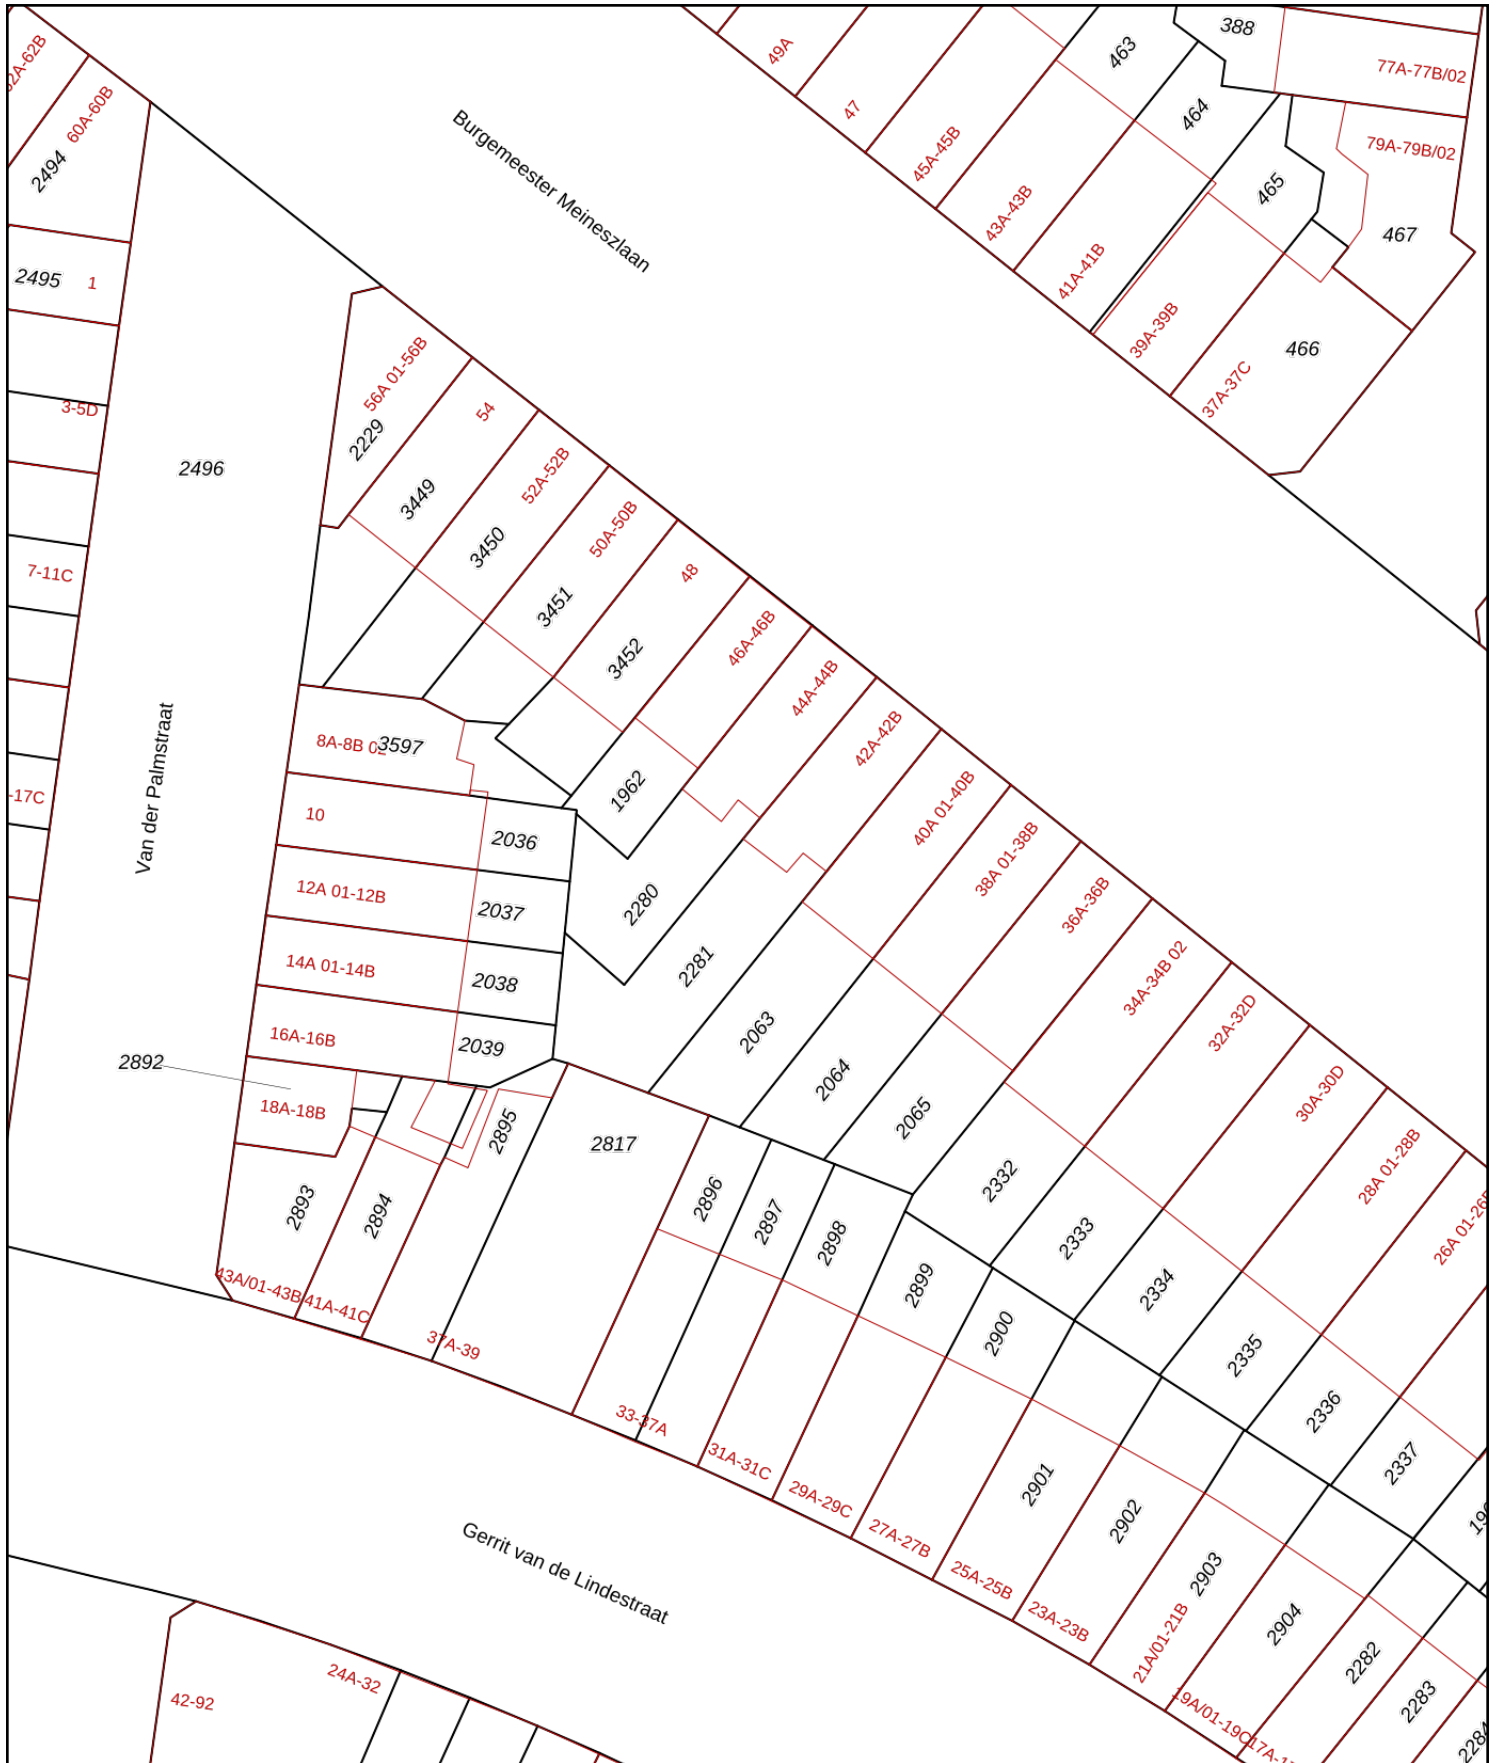 60A-60B
2494
2495
1
3-5D
7-11C
-17C
2496
Burgemeester Meineszlaan
49A
47
45A-45B
43A-43B
41A-41B
39A-39B
37A-37C
463
464
465
466
467
388
77A-77B/02
79A-79B/02
56A 01-56B
2229
54
3449
52A-52B
3450
50A-50B
3451
48
3452
46A-46B
1962
44A-44B
2280
42A-42B
2281
40A 01-40B
2063
38A 01-38B
2064
36A-36B
2065
34A-34B 02
2332
32A-32D
2333
30A-30D
2334
28A 01-28B
2335
2336
2337
Van der Palmstraat
8A-8B
3597
10
2036
12A 01-12B
2037
14A 01-14B
2038
16A-16B
2039
2892
18A-18B
2893
2894
2895
2817
2896
2897
2898
2899
2900
2901
2902
2903
2904
2282
2283
43A/01-43B
41A-41C
37A-39
33-37A
31A-31C
29A-29C
27A-27B
25A-25B
23A-23B
21A/01-21B
19A/01-19C
Gerrit van de Lindestraat
24A-32
42-92